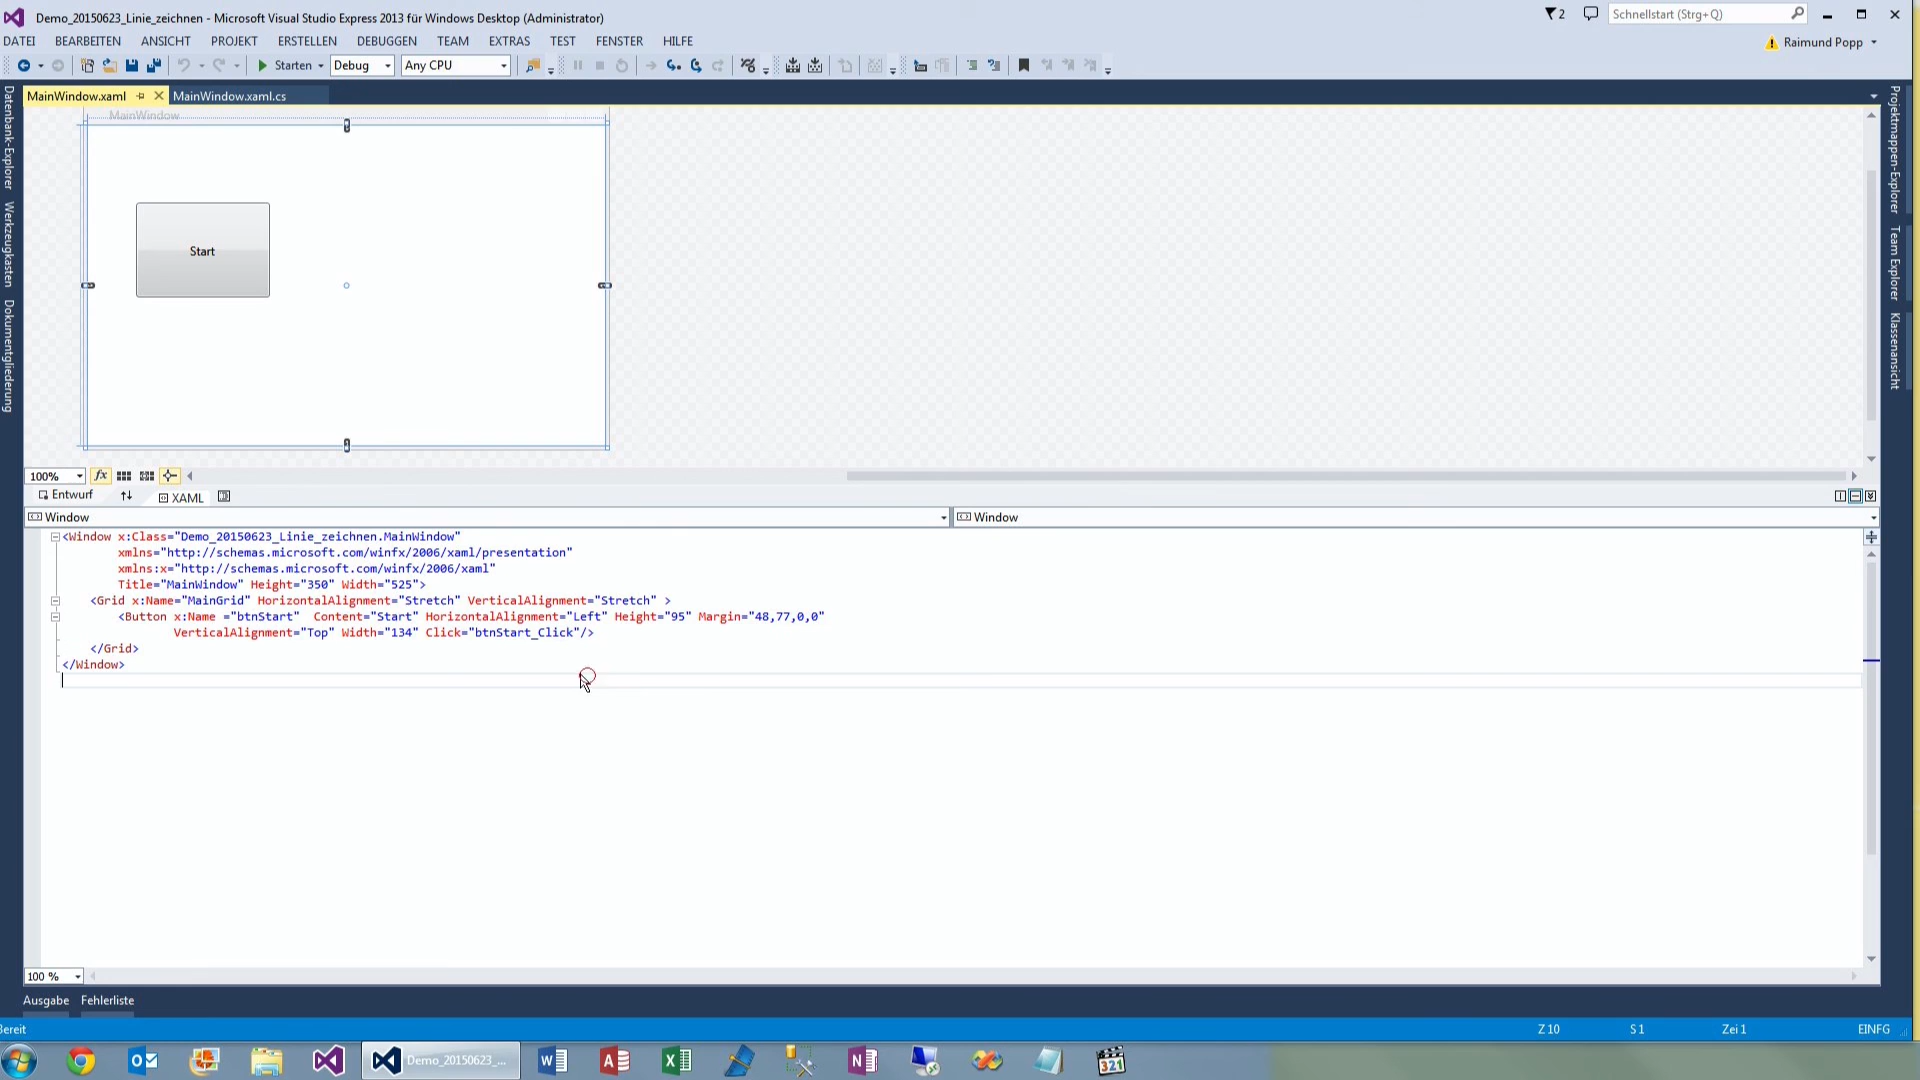 Demo_20150623_Linie_zeichnen - Microsoft Visual Studio Express 2013 für Windows Desktop (Administrator)
2
Schnellstart (Strg+Q)
DATEI BEARBEITEN ANSICHT PROJEKT ERSTELLEN DEBUGGEN TEAM EXTRAS TEST FENSTER HILFE
Raimund Popp
Starten Debug Any CPU
MainWindow.xaml MainWindow.xaml.cs
Datenbank-Explorer
Werkzeugkasten
Dokumentgliederung
Projektmappen-Explorer
Team Explorer
Klassenansicht
MainWindow
Start
100%
Entwurf XAML
Window Window
<Window x:Class="Demo_20150623_Linie_zeichnen.MainWindow"
xmlns="http://schemas.microsoft.com/winfx/2006/xaml/presentation"
xmlns:x="http://schemas.microsoft.com/winfx/2006/xaml"
Title="MainWindow" Height="350" Width="525">
<Grid x:Name="MainGrid" HorizontalAlignment="Stretch" VerticalAlignment="Stretch" >
<Button x:Name ="btnStart" Content="Start" HorizontalAlignment="Left" Height="95" Margin="48,77,0,0"
VerticalAlignment="Top" Width="134" Click="btnStart_Click"/>
</Grid>
</Window>
100 %
Ausgabe Fehlerliste
Bereit Z 10 S 1 Zei 1 EINFG
Demo_20150623_...
321